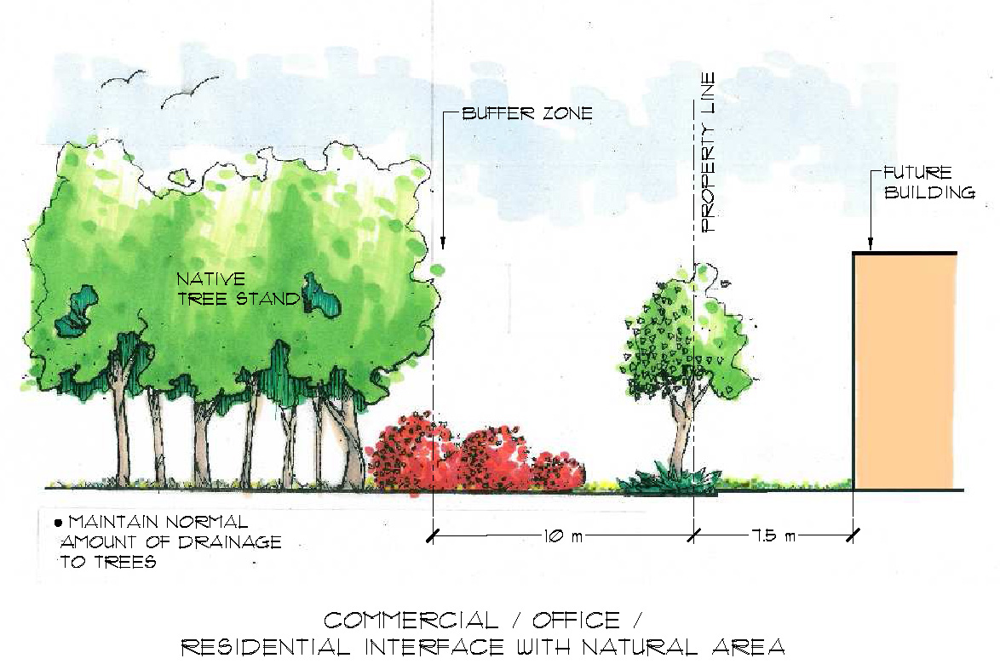 BUFFER ZONE
PROPERTY LINE
FUTURE
BUILDING
NATIVE
TREE STAND
10 m
7.5 m
• MAINTAIN NORMAL
AMOUNT OF DRAINAGE
TO TREES
COMMERCIAL / OFFICE /
RESIDENTIAL INTERFACE WITH NATURAL AREA